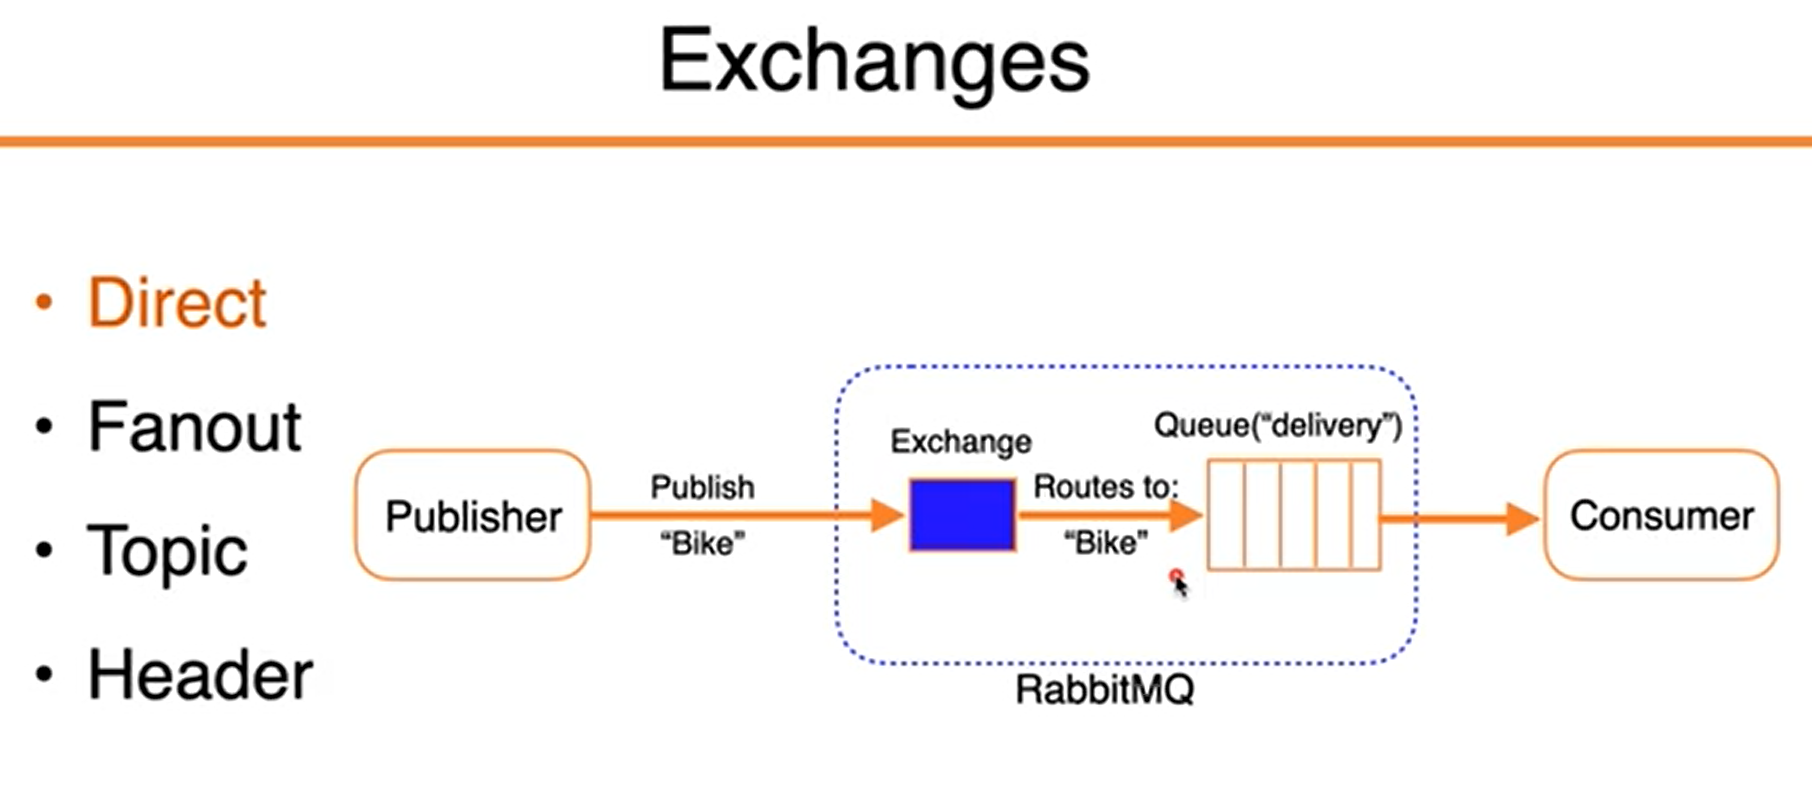 Exchanges
• Direct
• Fanout
• Topic
• Header
Publisher
Publish
“Bike”
Exchange
Routes to:
“Bike”
Queue(“delivery”)
Consumer
RabbitMQ